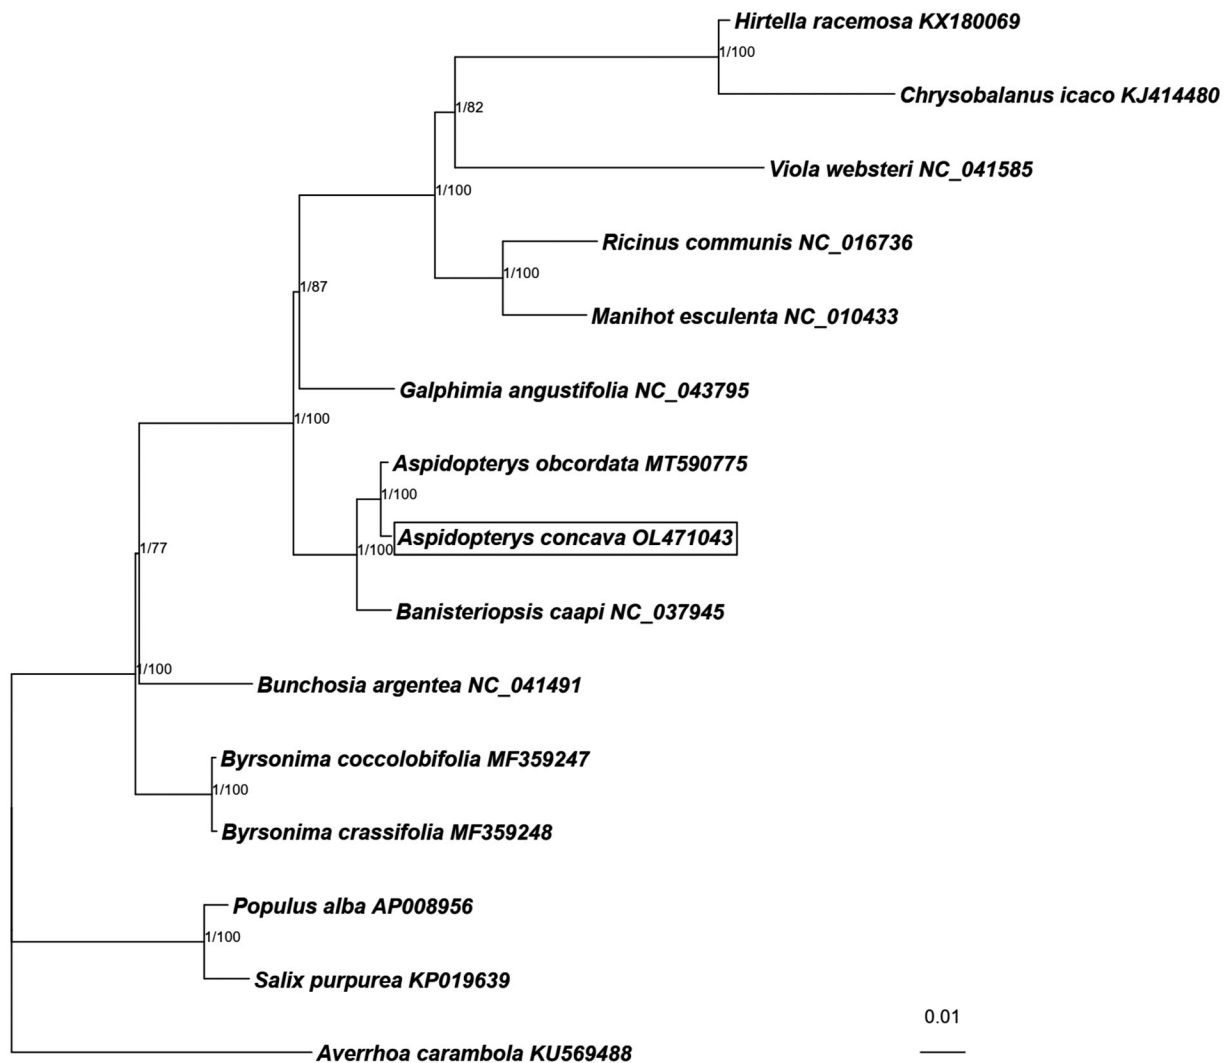 Hirtella racemosa KX180069
1/100
Chrysobalanus icaco KJ414480
1/82
Viola websteri NC_041585
1/100
Ricinus communis NC_016736
1/100
Manihot esculenta NC_010433
1/87
Galphimia angustifolia NC_043795
1/100
Aspidopterys obcordata MT590775
1/100
Aspidopterys concava OL471043
1/100
1/77
Banisteriopsis caapi NC_037945
1/100
Bunchosia argentea NC_041491
Byrsonima coccolobifolia MF359247
1/100
Byrsonima crassifolia MF359248
Populus alba AP008956
1/100
Salix purpurea KP019639
0.01
Averrhoa carambola KU569488